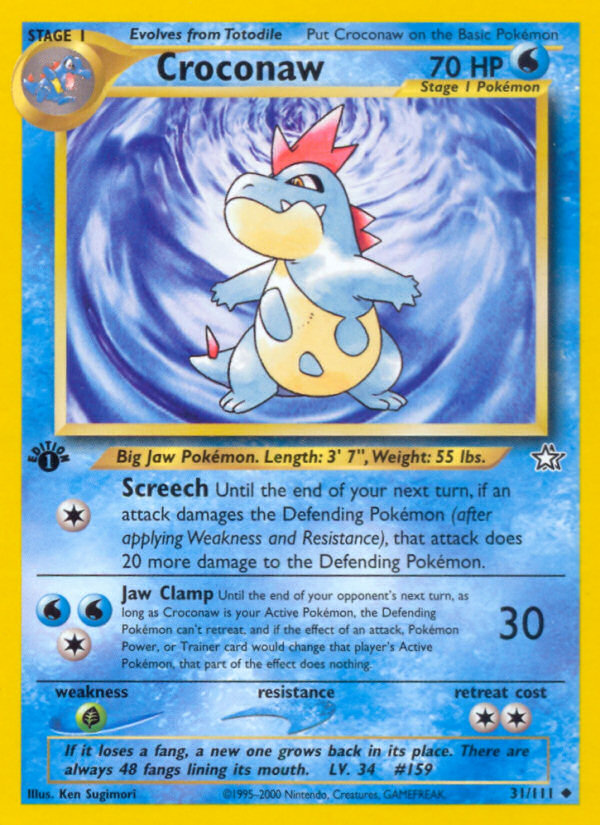 STAGE 1 Evolves from Totodile Put Croconaw on the Basic Pokémon
Croconaw 70 HP
Stage 1 Pokémon
EDITION
1
Big Jaw Pokémon. Length: 3' 7", Weight: 55 lbs.
Screech Until the end of your next turn, if an
attack damages the Defending Pokémon (after
applying Weakness and Resistance), that attack does
20 more damage to the Defending Pokémon.
Jaw Clamp Until the end of your opponent's next turn, as
long as Croconaw is your Active Pokémon, the Defending
Pokémon can't retreat, and if the effect of an attack, Pokémon
Power, or Trainer card would change that player's Active
Pokémon, that part of the effect does nothing.
30
weakness resistance retreat cost
If it loses a fang, a new one grows back in its place. There are
always 48 fangs lining its mouth. LV. 34 #159
Illus. Ken Sugimori ©1995-2000 Nintendo, Creatures, GAMEFREAK. 31/111